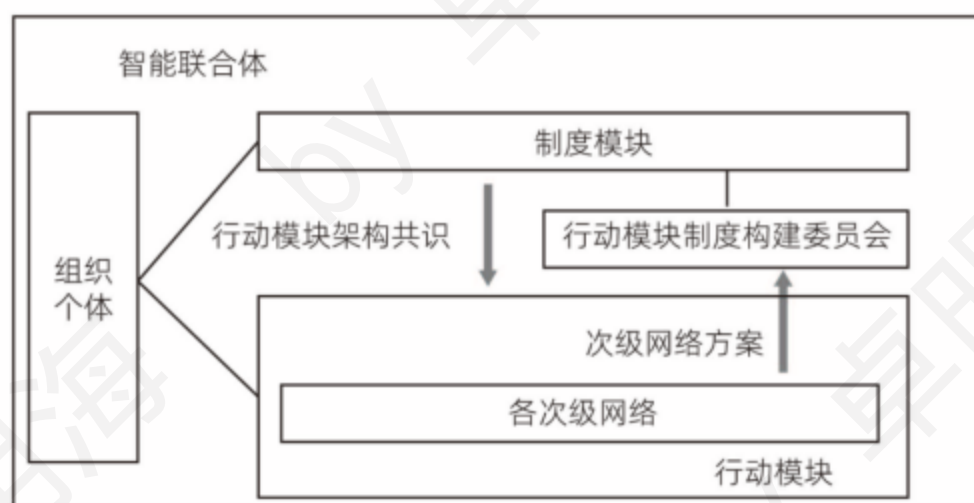 智能联合体
制度模块
行动模块架构共识
行动模块制度构建委员会
组织
个体
次级网络方案
各次级网络
行动模块
by